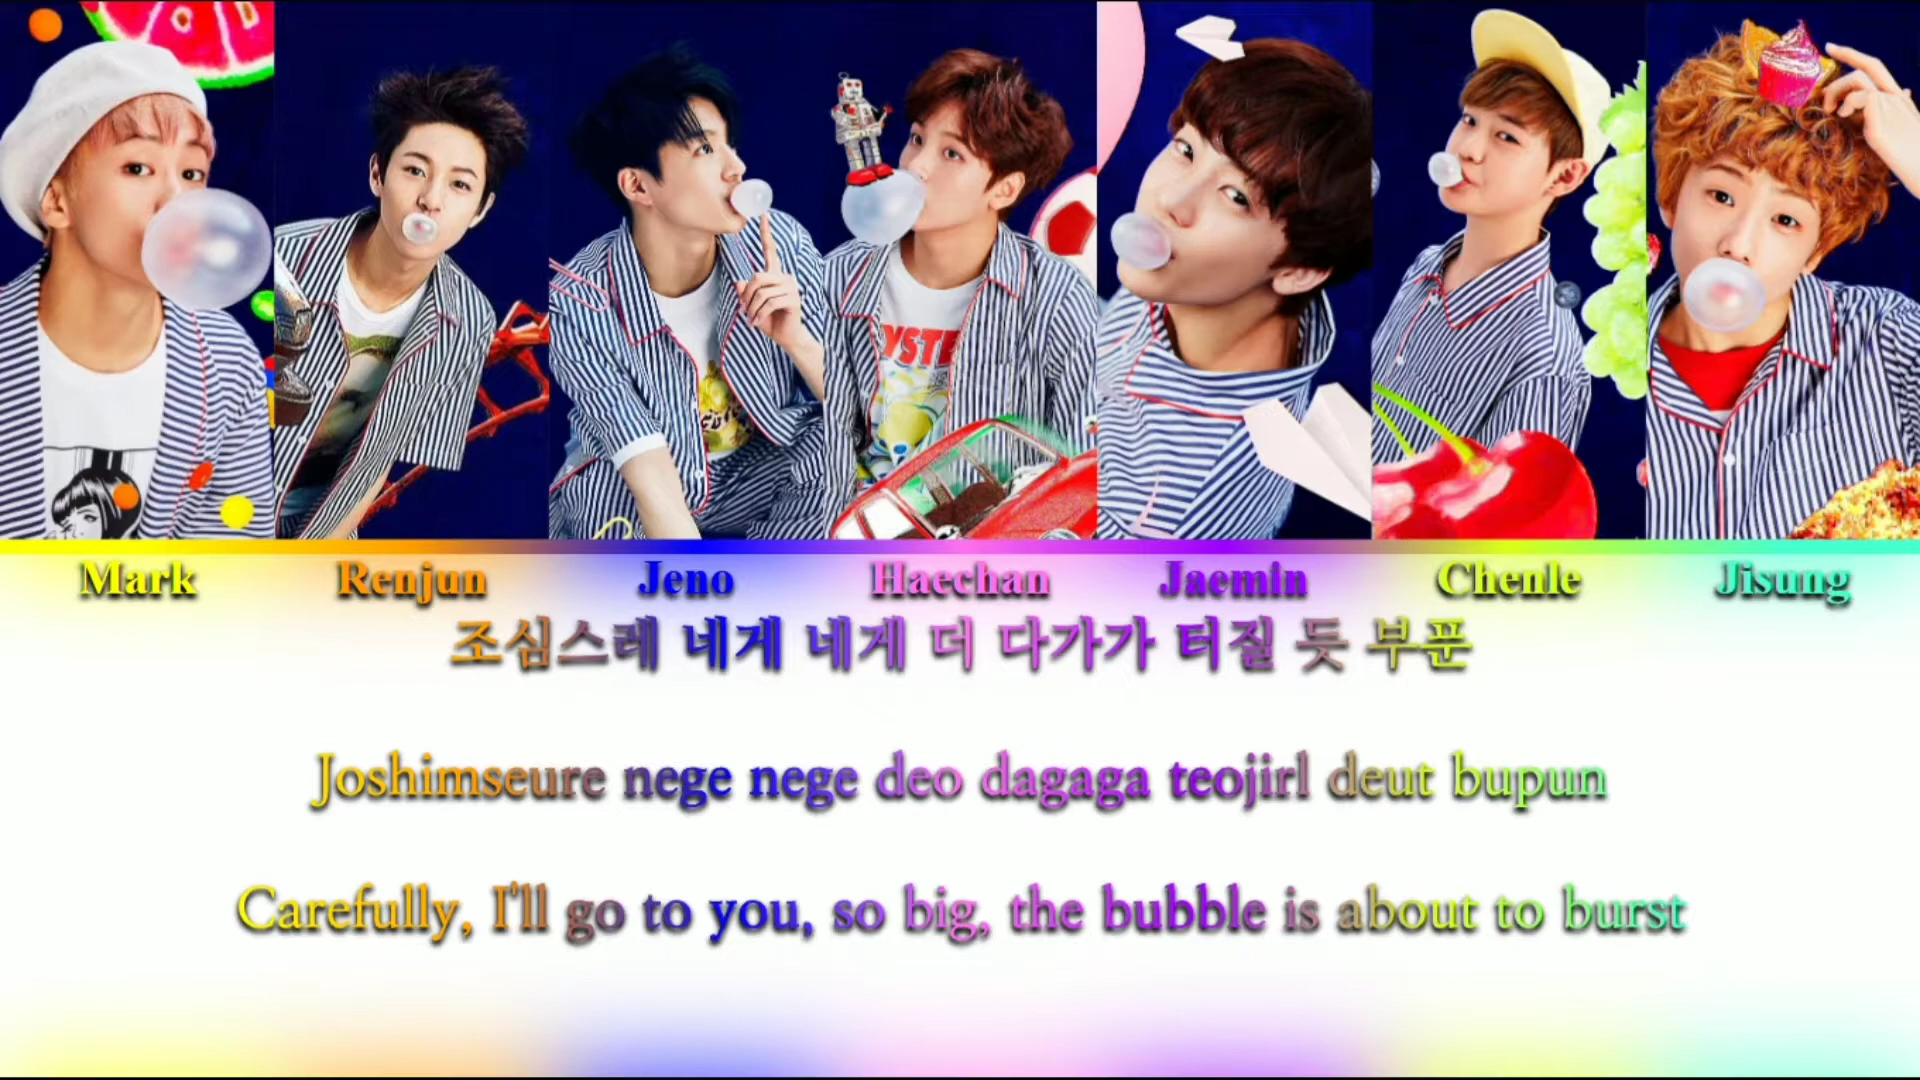 YSTE
Mark Renjun Jeno Haechan Jaemin Chenle Jisung
조심스레 네게 네게 더 다가가 터질 듯 부푼
Joshimseure nege nege deo dagaga teojirl deut bupun
Carefully, I'll go to you, so big, the bubble is about to burst